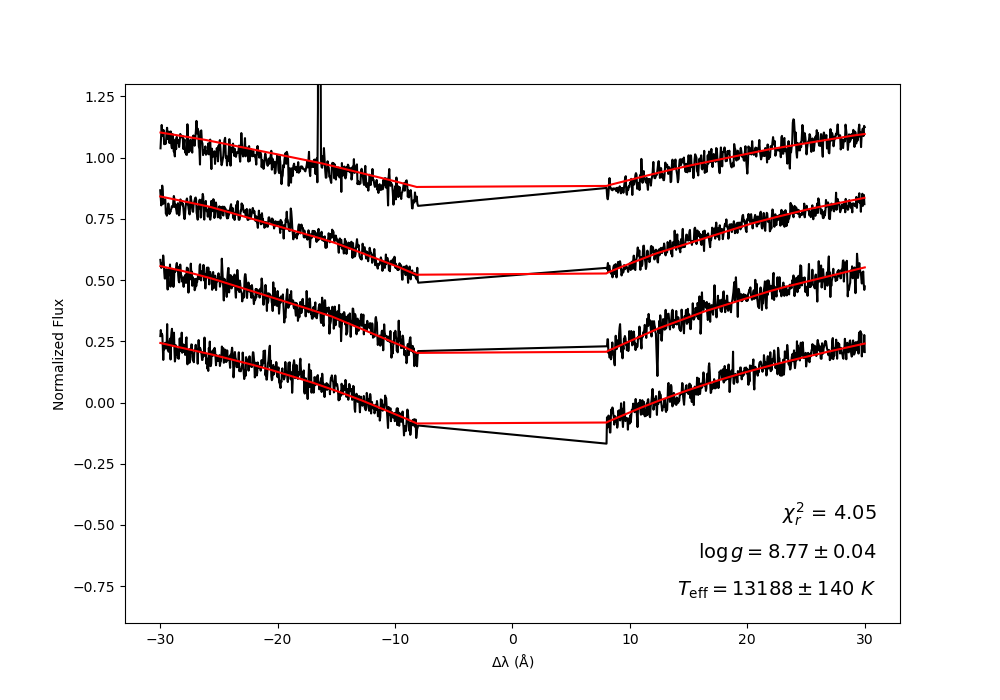 1.25
1.00
0.75
0.50
0.25
0.00
−0.25
−0.50
−0.75
Normalized Flux
χ²ᵣ = 4.05
log g = 8.77 ± 0.04
T_eff = 13188 ± 140 K
−30 −20 −10 0 10 20 30
Δλ (Å)